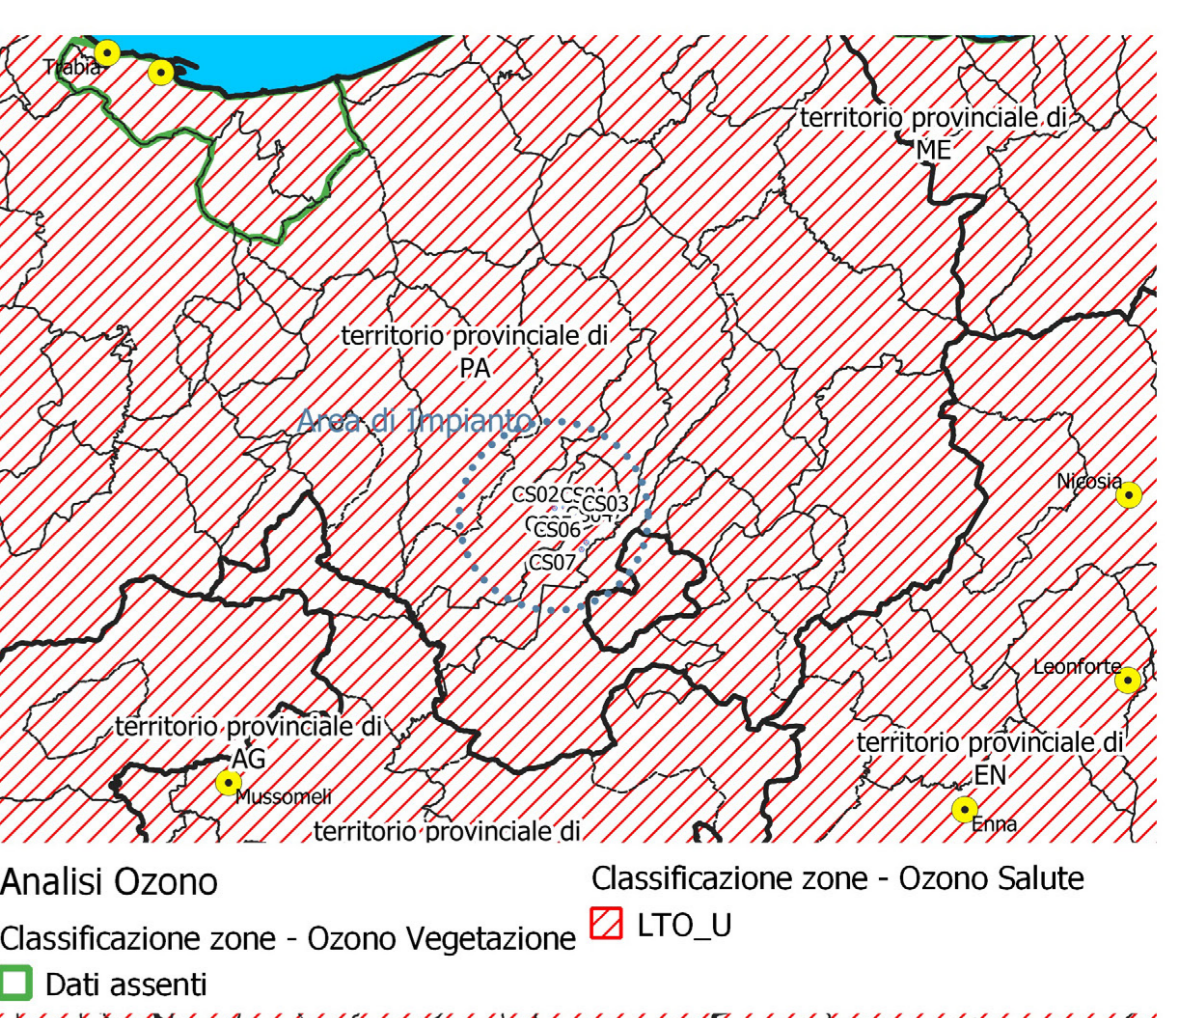 Trabia
territorio provinciale di
ME
territorio provinciale di
PA
Area di Impianto
Nicosia
CS02
CS03
CS06
CS07
Leonforte
territorio provinciale di
AG
territorio provinciale di
EN
Mussomeli
Enna
territorio provinciale di
Analisi Ozono
Classificazione zone - Ozono Salute
LTO_U
Classificazione zone - Ozono Vegetazione
Dati assenti